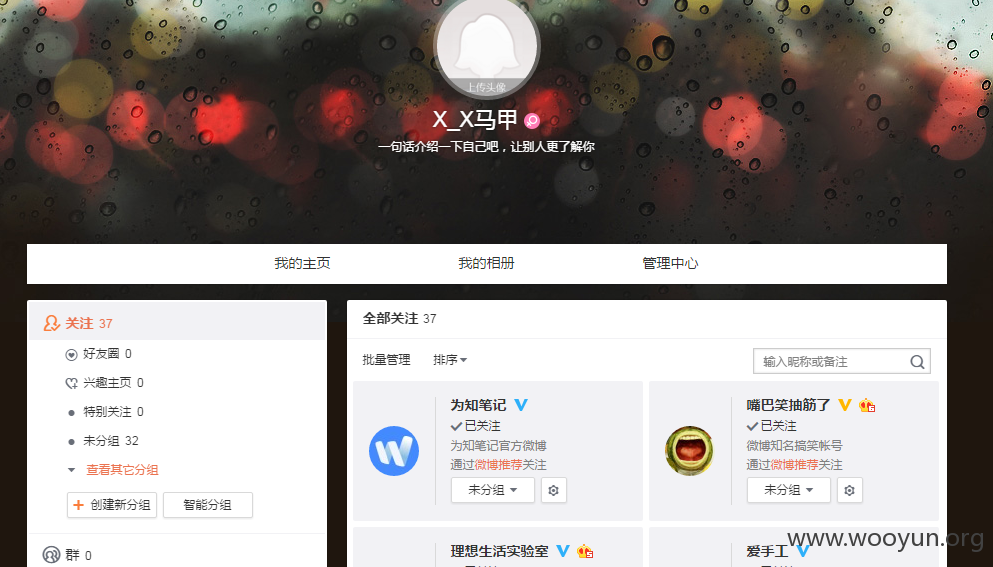 上传头像
X_X马甲
一句话介绍一下自己吧，让别人更了解你
我的主页 我的相册 管理中心
关注 37
好友圈 0
兴趣主页 0
特别关注 0
未分组 32
查看其它分组
+ 创建新分组 智能分组
群 0
全部关注 37
批量管理 排序 输入昵称或备注
为知笔记
已关注
为知笔记官方微博
通过微博推荐关注
未分组
嘴巴笑抽筋了
已关注
微博知名搞笑帐号
通过微博推荐关注
未分组
理想生活实验室
爱手工
www.wooyun.org